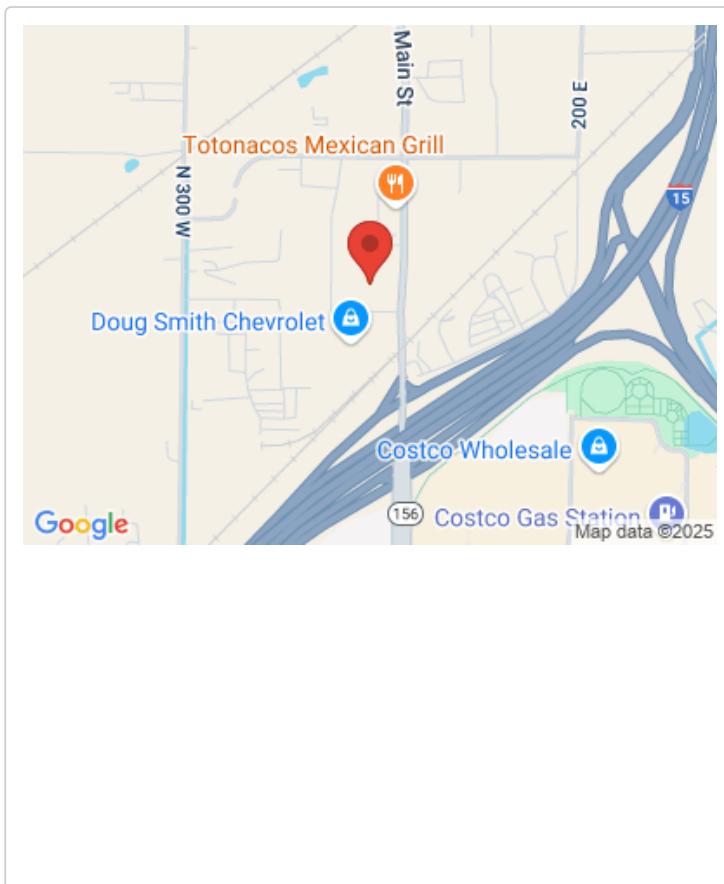 Main St
200 E
Totonacos Mexican Grill
N 300 W
15
Doug Smith Chevrolet
Costco Wholesale
156
Costco Gas Station
Google
Map data ©2025